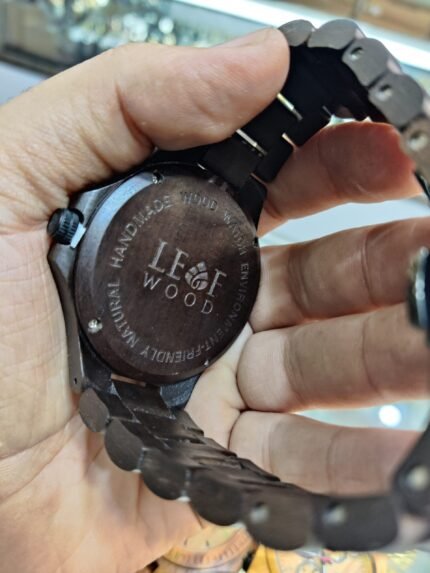 LEAF
WOOD
NATURAL HANDMADE WOOD WATCH ENVIRONMENT-FRIENDLY